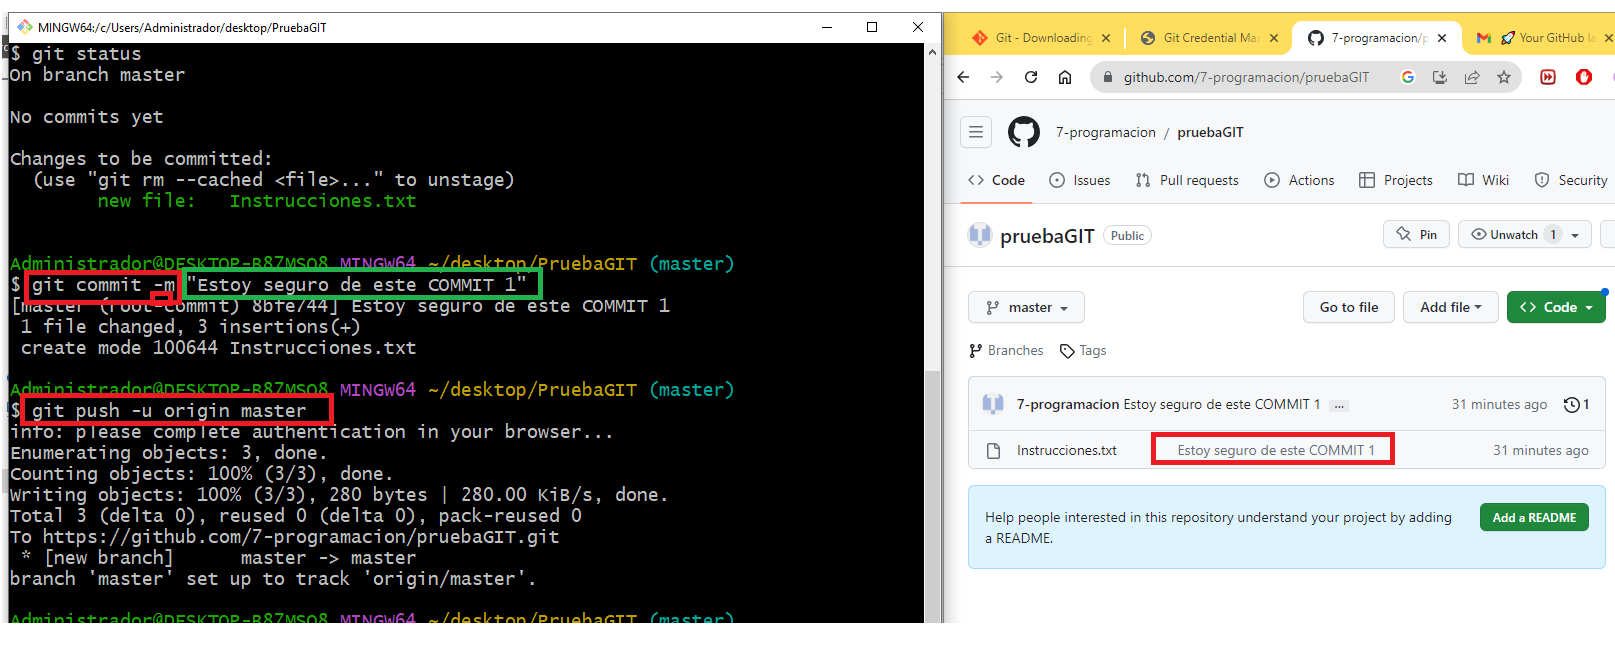 MINGW64:/c/Users/Administrador/desktop/PruebaGIT
$ git status
On branch master
No commits yet
Changes to be committed:
(use "git rm --cached <file>..." to unstage)
new file: Instrucciones.txt
Administrador@DESKTOP-B87MSO8 MINGW64 ~/desktop/PruebaGIT (master)
$ git commit -m "Estoy seguro de este COMMIT 1"
[master (root-commit) 8bfe744] Estoy seguro de este COMMIT 1
1 file changed, 3 insertions(+)
create mode 100644 Instrucciones.txt
Administrador@DESKTOP-B87MSO8 MINGW64 ~/desktop/PruebaGIT (master)
$ git push -u origin master
info: please complete authentication in your browser...
Enumerating objects: 3, done.
Counting objects: 100% (3/3), done.
Writing objects: 100% (3/3), 280 bytes | 280.00 KiB/s, done.
Total 3 (delta 0), reused 0 (delta 0), pack-reused 0
To https://github.com/7-programacion/pruebaGIT.git
* [new branch] master -> master
branch 'master' set up to track 'origin/master'.
Administrador@DESKTOP-B87MSO8 MINGW64 ~/desktop/PruebaGIT (master)
Git - Downloading Git Credential Ma 7-programacion/p Your GitHub la
github.com/7-programacion/pruebaGIT
7-programacion / pruebaGIT
Code Issues Pull requests Actions Projects Wiki Security
pruebaGIT Public Pin Unwatch 1
master Go to file Add file Code
Branches Tags
7-programacion Estoy seguro de este COMMIT 1 ... 31 minutes ago 1
Instrucciones.txt Estoy seguro de este COMMIT 1 31 minutes ago
Help people interested in this repository understand your project by adding
a README.
Add a README